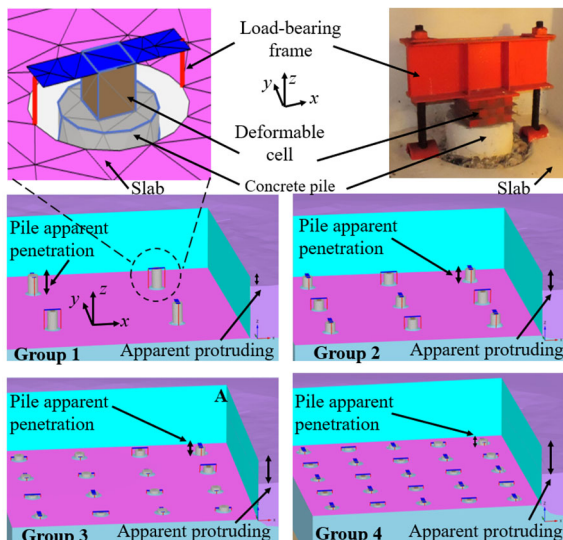 Load-bearing
frame
z
y
x
Deformable
cell
Concrete pile
Slab
Slab
Pile apparent
penetration
z
y
x
Group 1
Apparent protruding
Pile apparent
penetration
Group 2
Apparent protruding
A
Pile apparent
penetration
Group 3
Apparent protruding
Pile apparent
penetration
Group 4
Apparent protruding